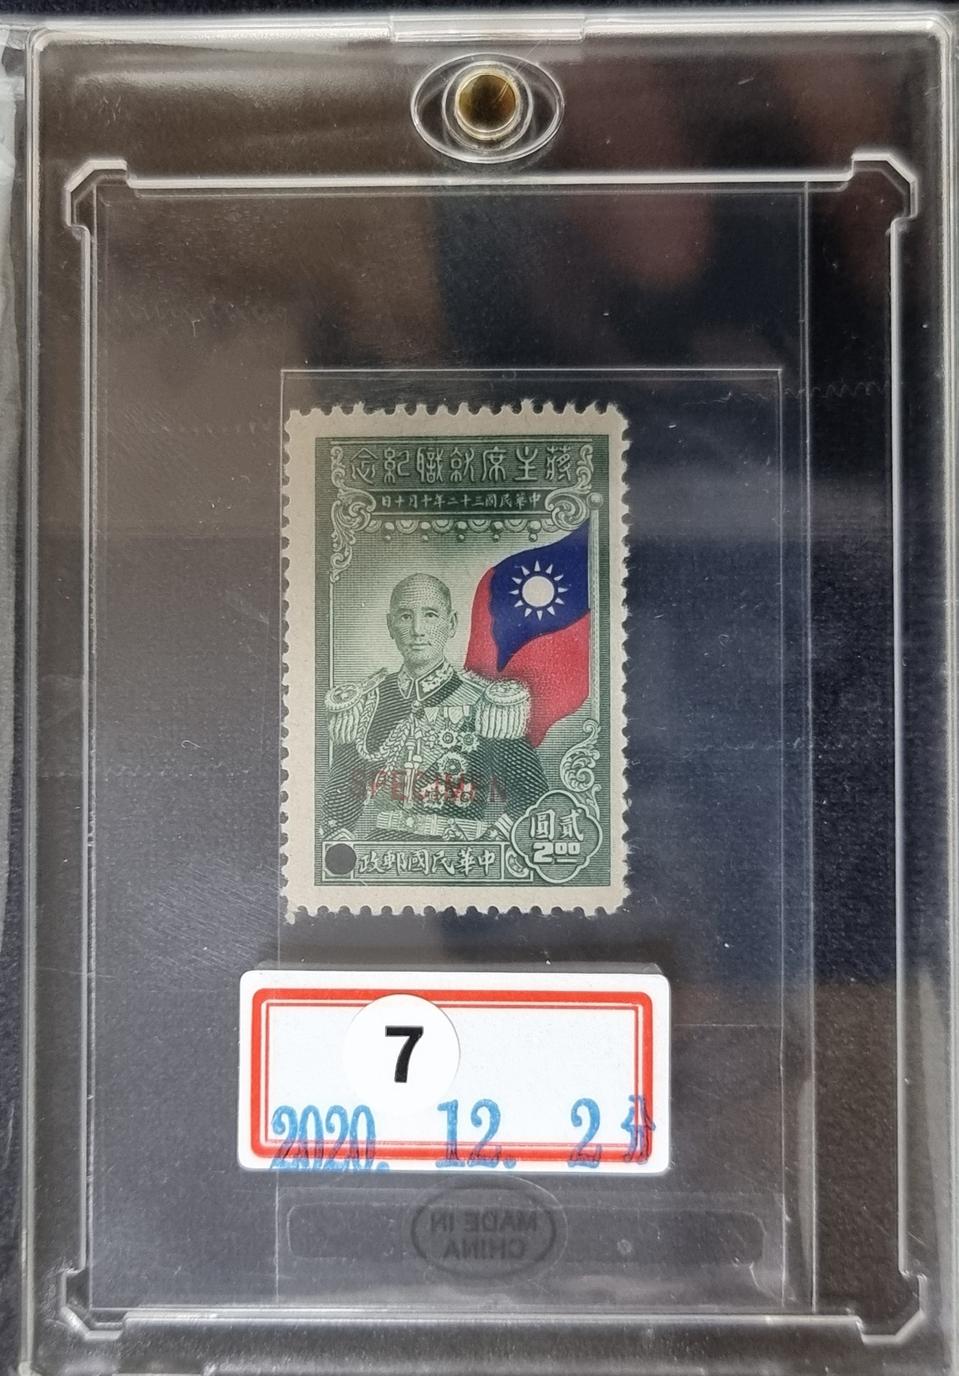 蔣主席就職紀念
中華民國三十二年十月十日
SPECIMEN
貳圓
2.00
中華民國郵政
7
2020. 12. 2分
MADE IN
CHINA